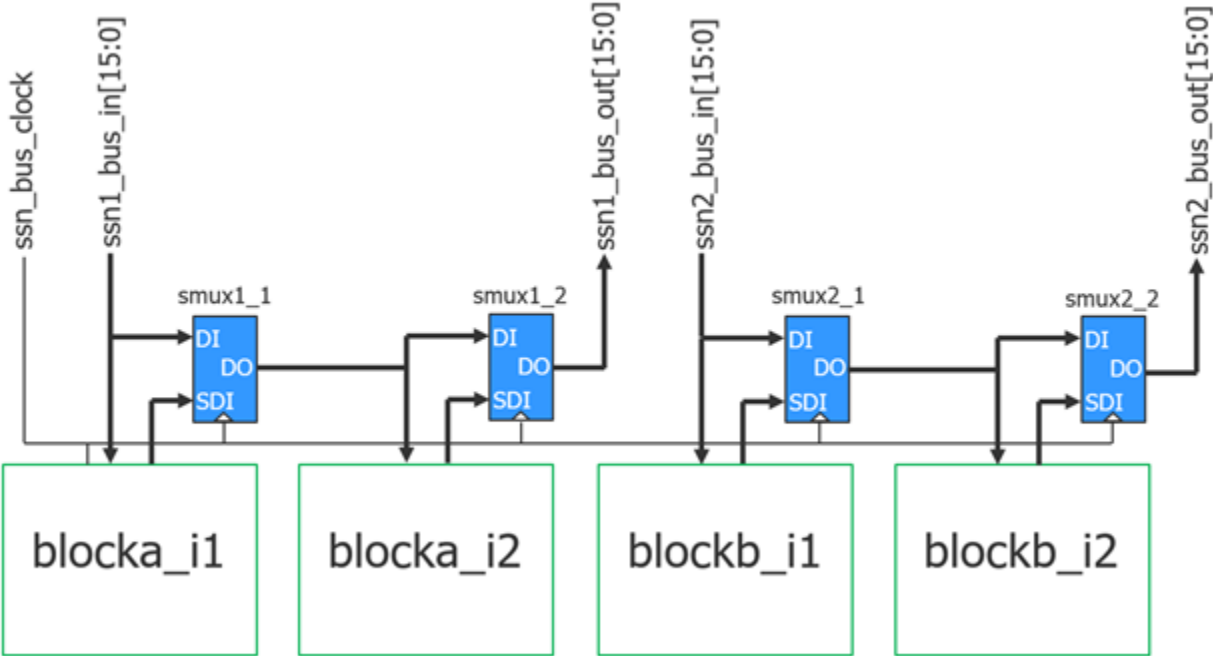 ssn_bus_clock
ssn1_bus_in[15:0]
ssn1_bus_out[15:0]
ssn2_bus_in[15:0]
ssn2_bus_out[15:0]
smux1_1
DI
DO
SDI
smux1_2
DI
DO
SDI
smux2_1
DI
DO
SDI
smux2_2
DI
DO
SDI
blocka_i1
blocka_i2
blockb_i1
blockb_i2